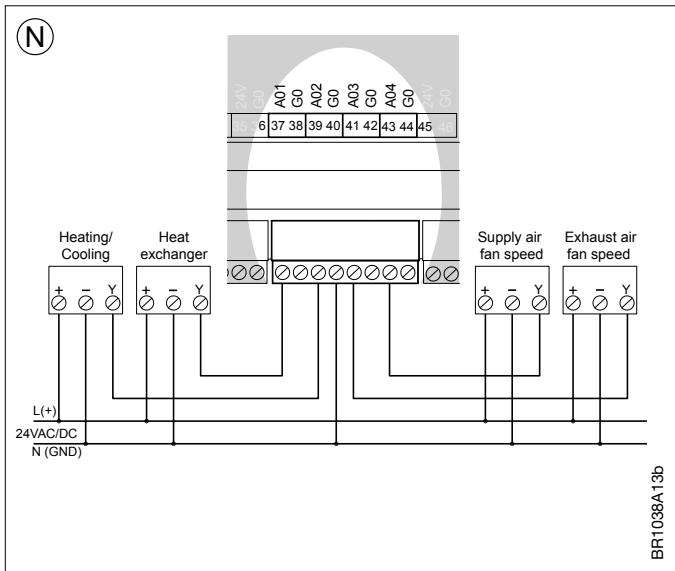 N
24V G0 A01 G0 A02 G0 A03 G0 A04 G0 24V G0
35 6 37 38 39 40 41 42 43 44 45 46
Heating/ Cooling
Heat exchanger
Supply air fan speed
Exhaust air fan speed
+ − Y
+ − Y
+ − Y
+ − Y
L(+)
24VAC/DC
N (GND)
BR1038A13b